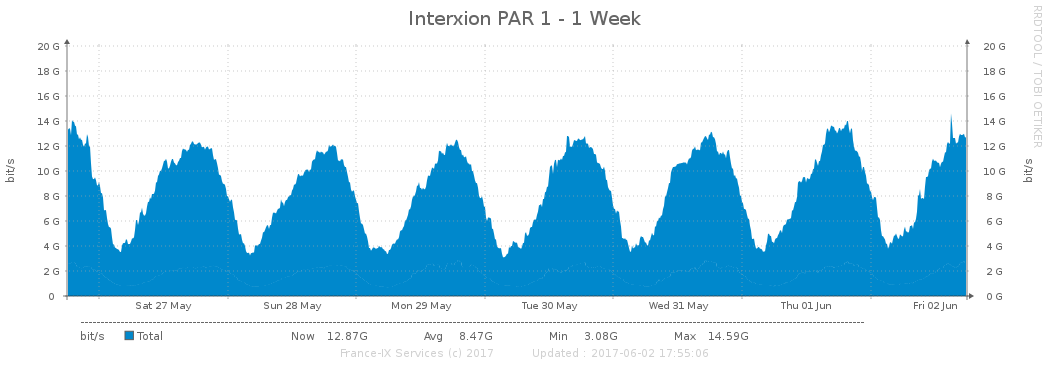 Interxion PAR 1 - 1 Week
RRDTOOL / TOBI OETIKER
bit/s
20 G
18 G
16 G
14 G
12 G
10 G
8 G
6 G
4 G
2 G
0
20 G
18 G
16 G
14 G
12 G
10 G
8 G
6 G
4 G
2 G
0 G
bit/s
Sat 27 May Sun 28 May Mon 29 May Tue 30 May Wed 31 May Thu 01 Jun Fri 02 Jun
bit/s Total Now 12.87G Avg 8.47G Min 3.08G Max 14.59G
France-IX Services (c) 2017 Updated : 2017-06-02 17:55:06